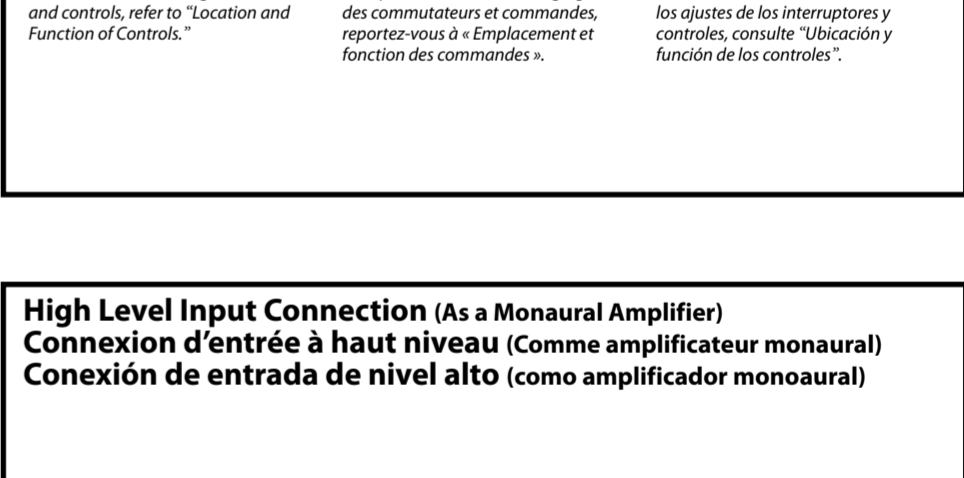 and controls, refer to “Location and
Function of Controls.”
des commutateurs et commandes,
reportez-vous à « Emplacement et
fonction des commandes ».
los ajustes de los interruptores y
controles, consulte “Ubicación y
función de los controles”.
High Level Input Connection (As a Monaural Amplifier)
Connexion d’entrée à haut niveau (Comme amplificateur monaural)
Conexión de entrada de nivel alto (como amplificador monoaural)